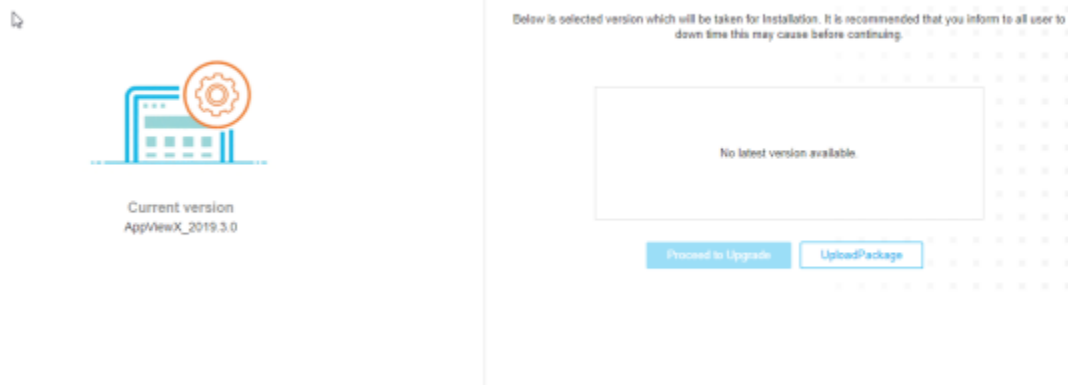 Current version
AppViewX_2019.3.0
Below is selected version which will be taken for Installation. It is recommended that you inform to all user to
down time this may cause before continuing.
No latest version available.
Proceed to Upgrade
UploadPackage